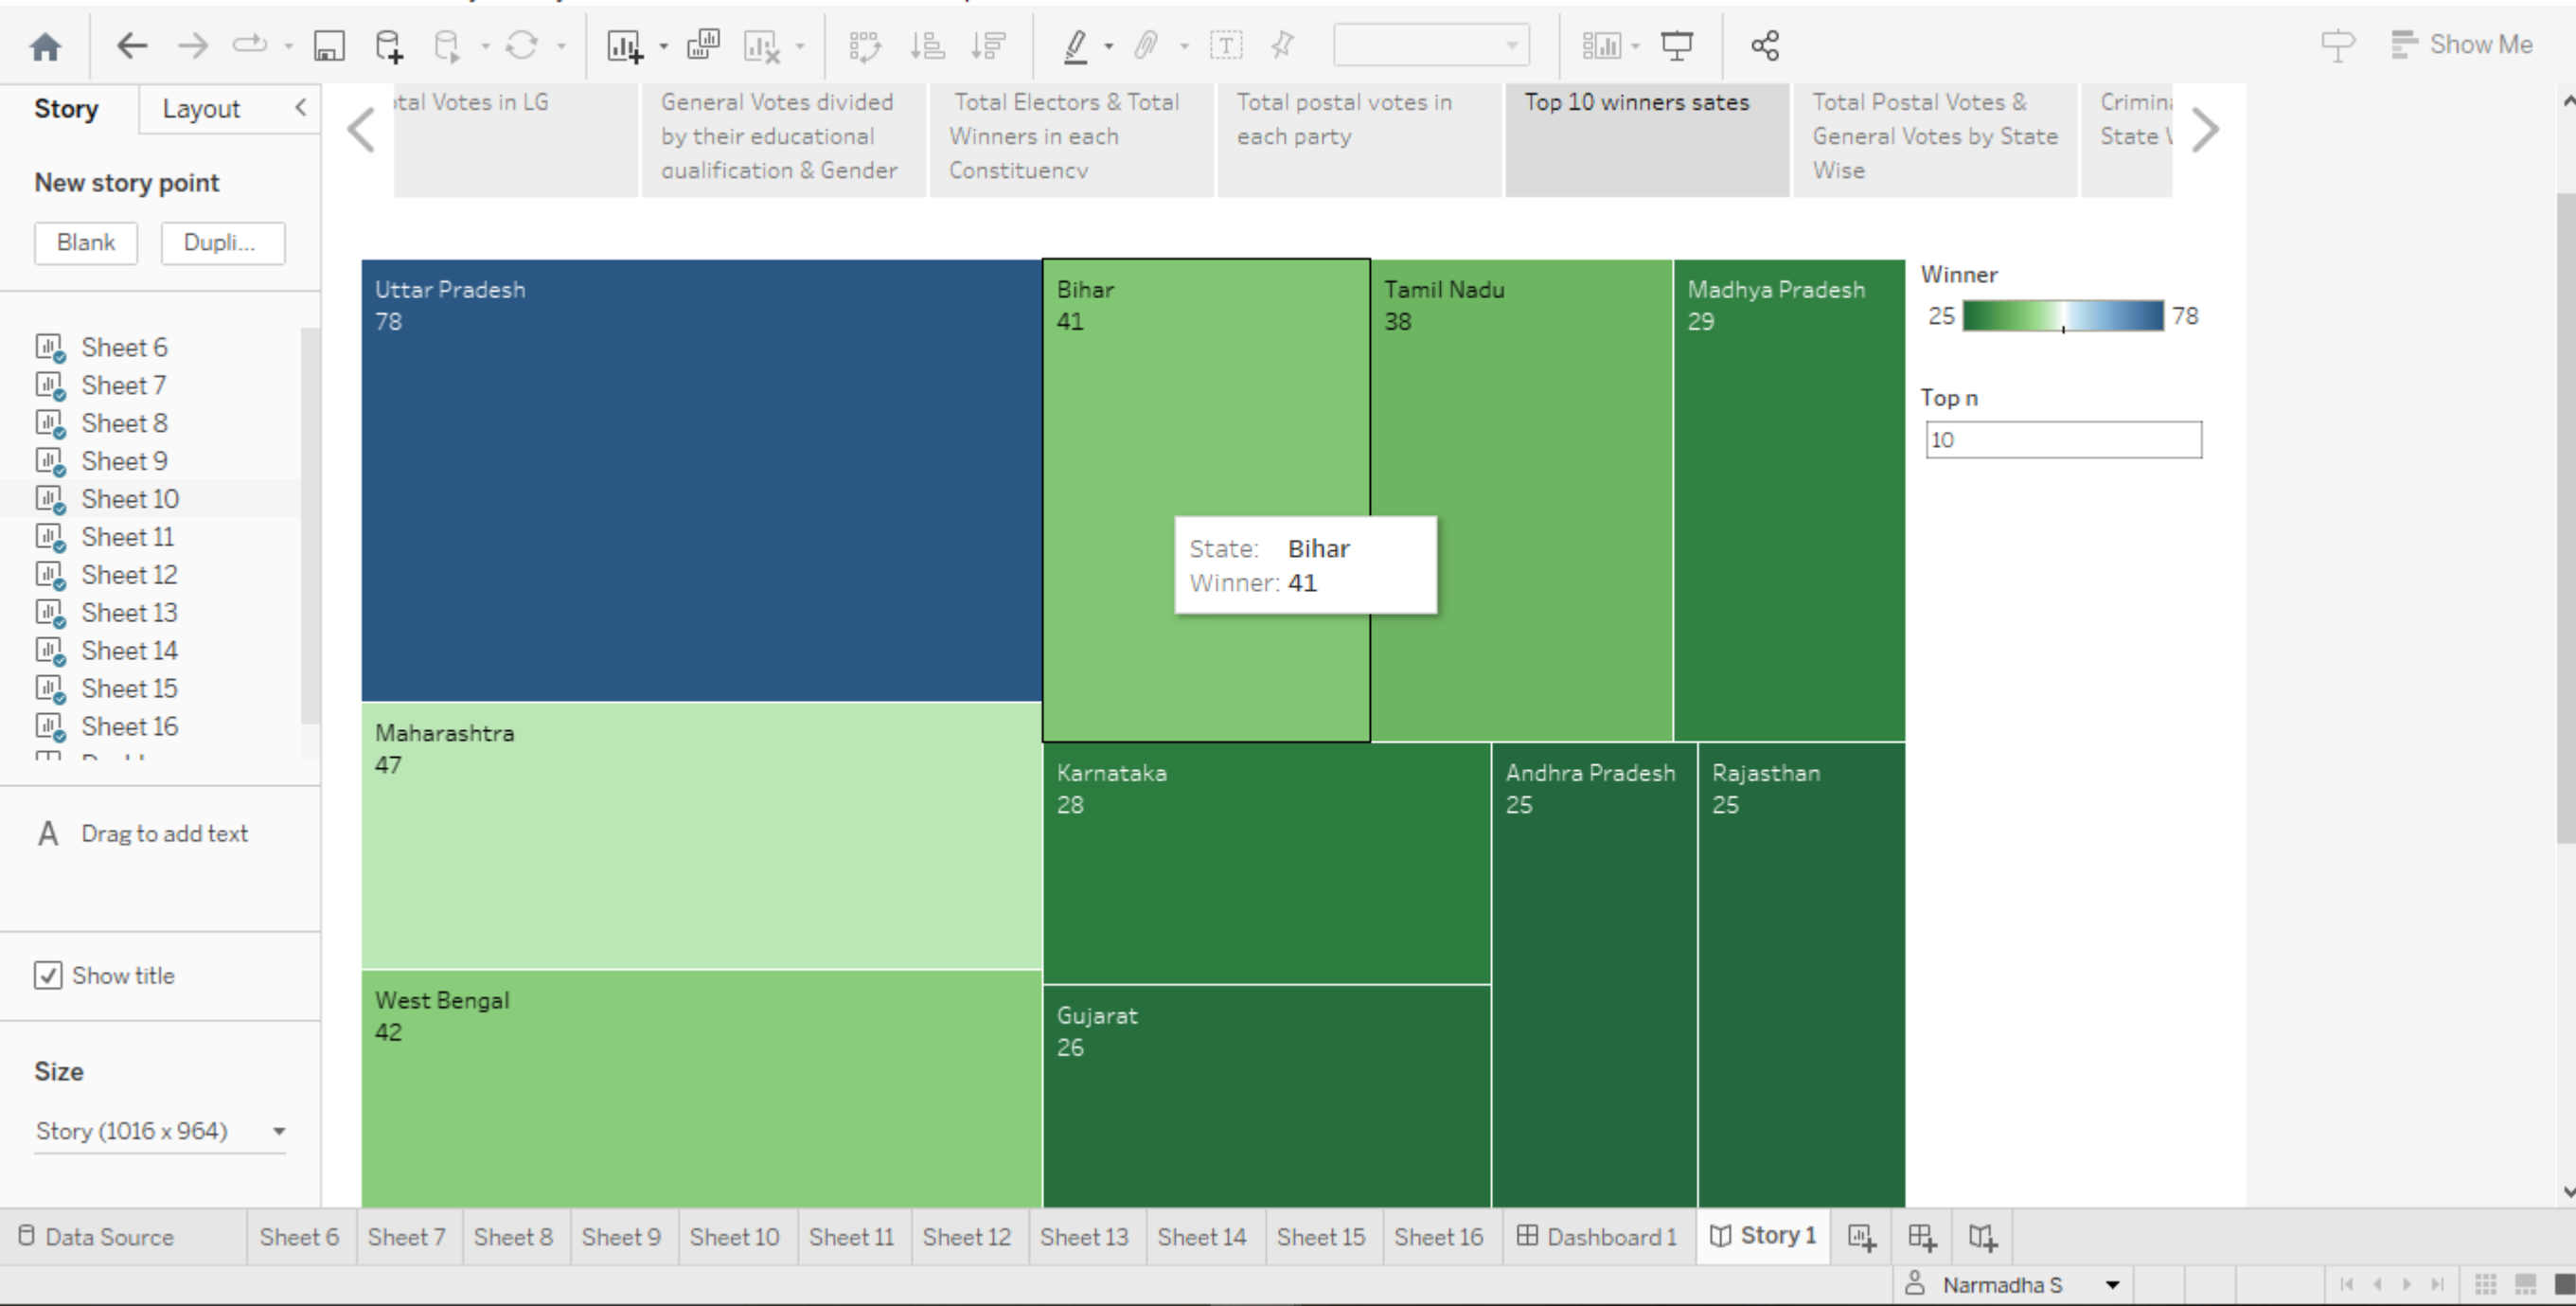 Show Me
Story
Layout
New story point
Blank
Dupli...
Sheet 6
Sheet 7
Sheet 8
Sheet 9
Sheet 10
Sheet 11
Sheet 12
Sheet 13
Sheet 14
Sheet 15
Sheet 16
A Drag to add text
Show title
Size
Story (1016 x 964)
otal Votes in LG
General Votes divided
by their educational
qualification & Gender
Total Electors & Total
Winners in each
Constituency
Total postal votes in
each party
Top 10 winners sates
Total Postal Votes &
General Votes by State
Wise
Crimina
State
Uttar Pradesh
78
Bihar
41
Tamil Nadu
38
Madhya Pradesh
29
State: Bihar
Winner: 41
Maharashtra
47
Karnataka
28
Andhra Pradesh
25
Rajasthan
25
West Bengal
42
Gujarat
26
Winner
25 78
Top n
10
Data Source
Sheet 6
Sheet 7
Sheet 8
Sheet 9
Sheet 10
Sheet 11
Sheet 12
Sheet 13
Sheet 14
Sheet 15
Sheet 16
Dashboard 1
Story 1
Narmadha S